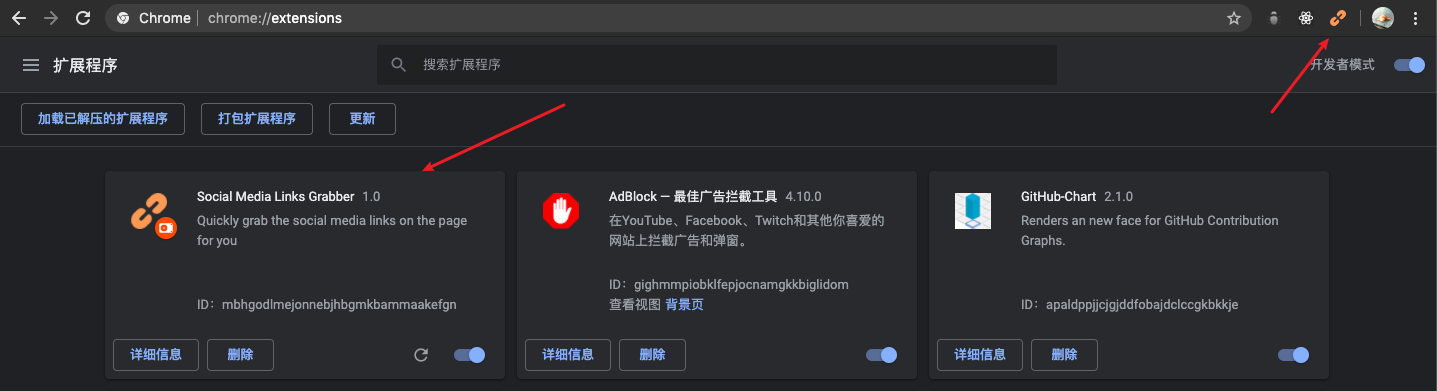 Chrome | chrome://extensions
扩展程序
搜索扩展程序
开发者模式
加载已解压的扩展程序
打包扩展程序
更新
Social Media Links Grabber 1.0
Quickly grab the social media links on the page
for you
ID：mbhgodlmejonnebjhbgmkbammaakefgn
详细信息
删除
AdBlock — 最佳广告拦截工具 4.10.0
在YouTube、Facebook、Twitch和其他你喜爱的
网站上拦截广告和弹窗。
ID：gighmmpiobklfepjocnamgkkbiglidom
查看视图 背景页
详细信息
删除
GitHub-Chart 2.1.0
Renders an new face for GitHub Contribution
Graphs.
ID：apaldppjjcjgjddfobajdclccgkbkkje
详细信息
删除